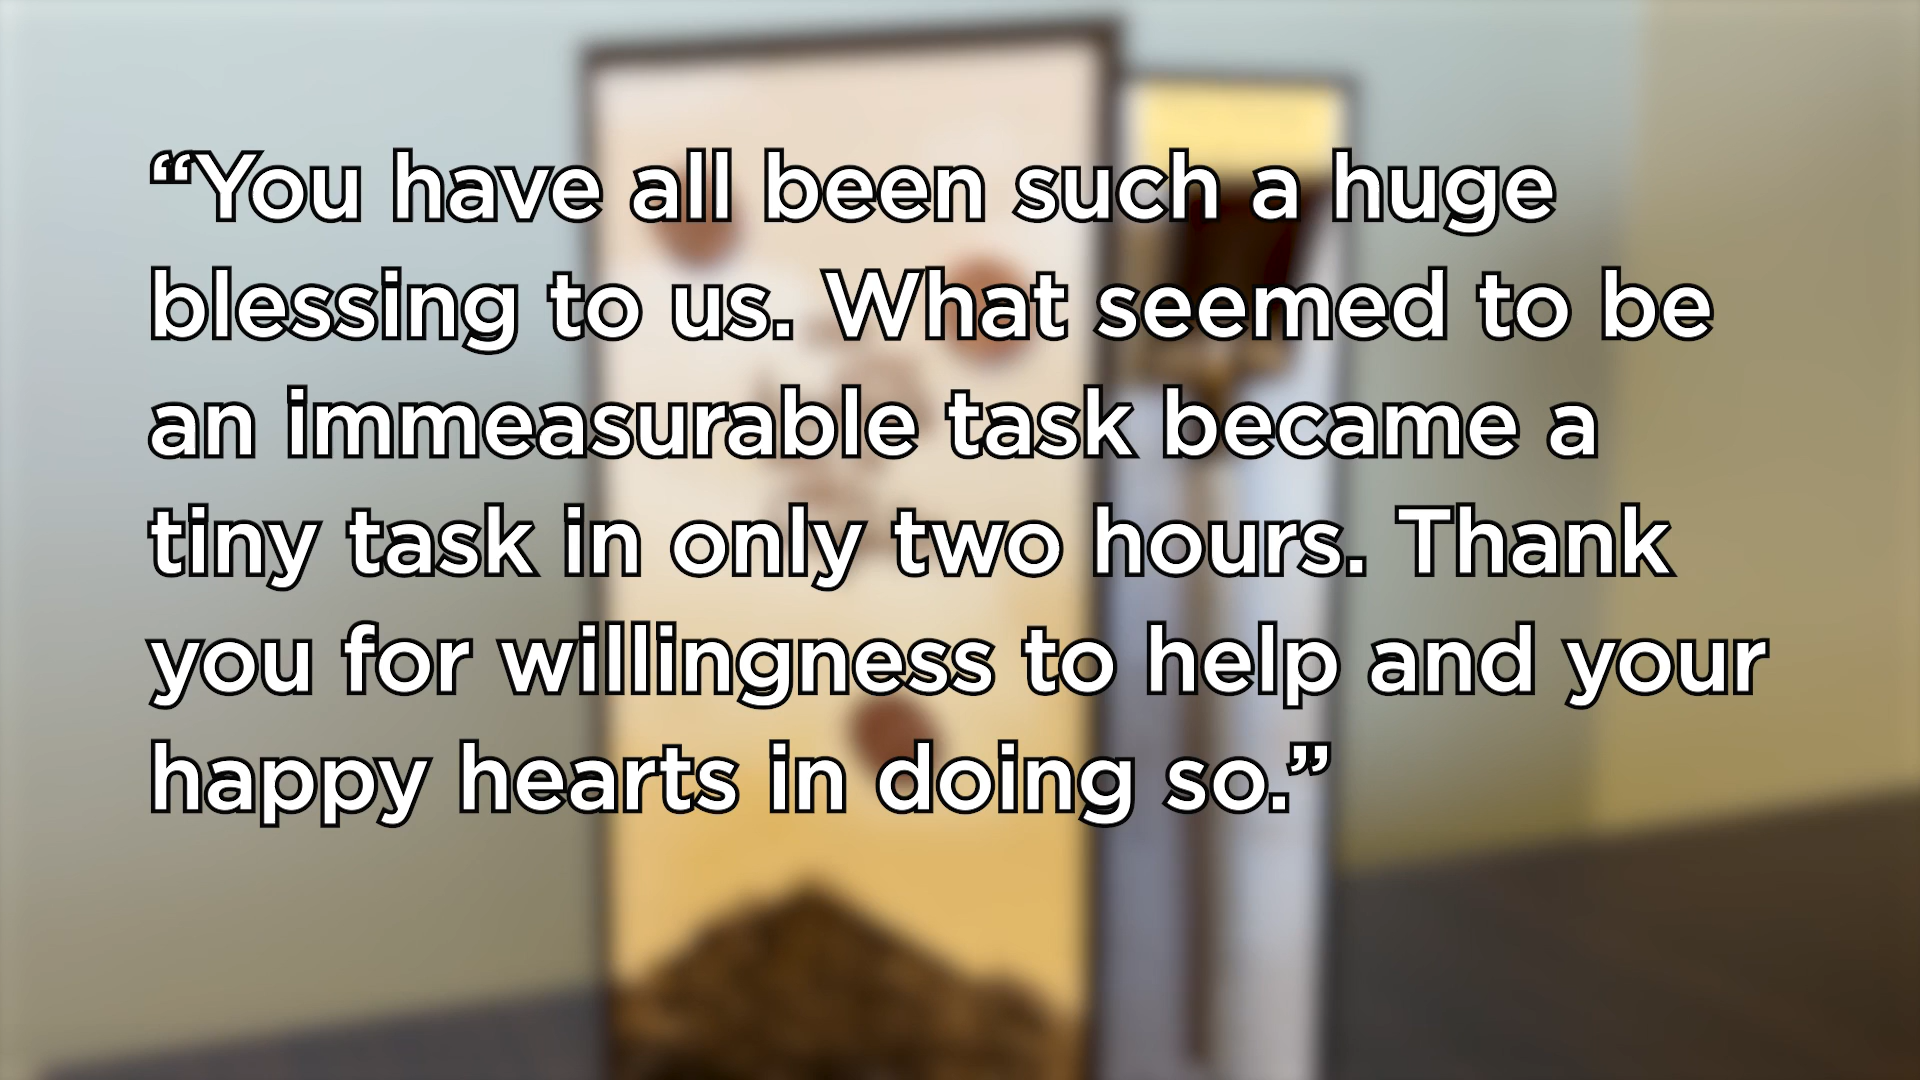 “You have all been such a huge
blessing to us. What seemed to be
an immeasurable task became a
tiny task in only two hours. Thank
you for willingness to help and your
happy hearts in doing so.”